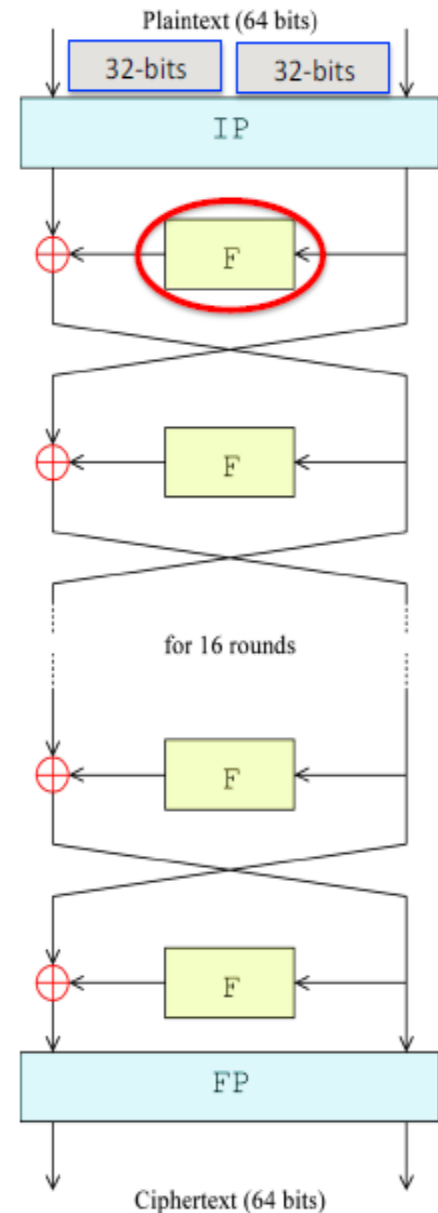 Plaintext (64 bits)
32-bits 32-bits
IP
F
F
for 16 rounds
F
F
FP
Ciphertext (64 bits)